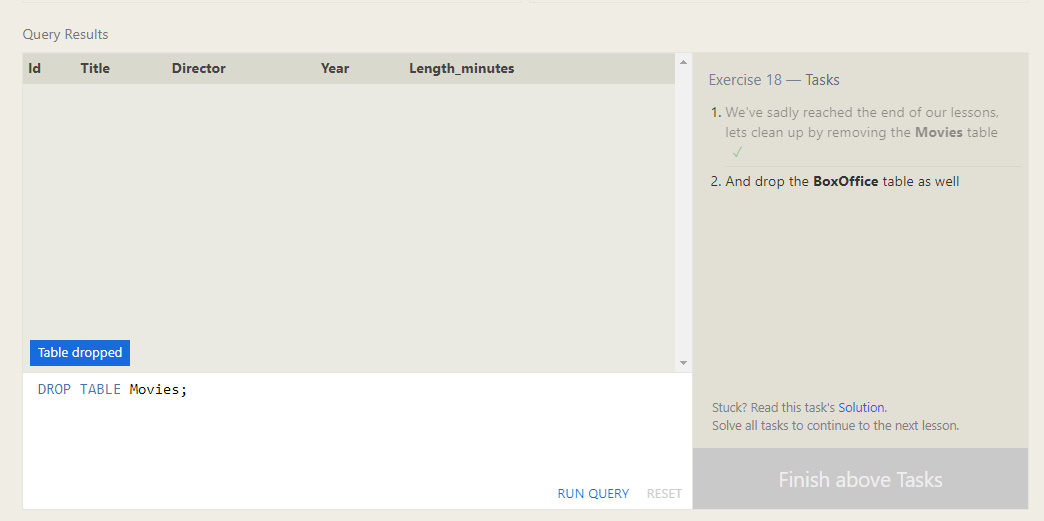 Query Results
Id Title Director Year Length_minutes
Table dropped
DROP TABLE Movies;
RUN QUERY RESET
Exercise 18 — Tasks
1. We've sadly reached the end of our lessons,
lets clean up by removing the Movies table
✓
2. And drop the BoxOffice table as well
Stuck? Read this task's Solution.
Solve all tasks to continue to the next lesson.
Finish above Tasks